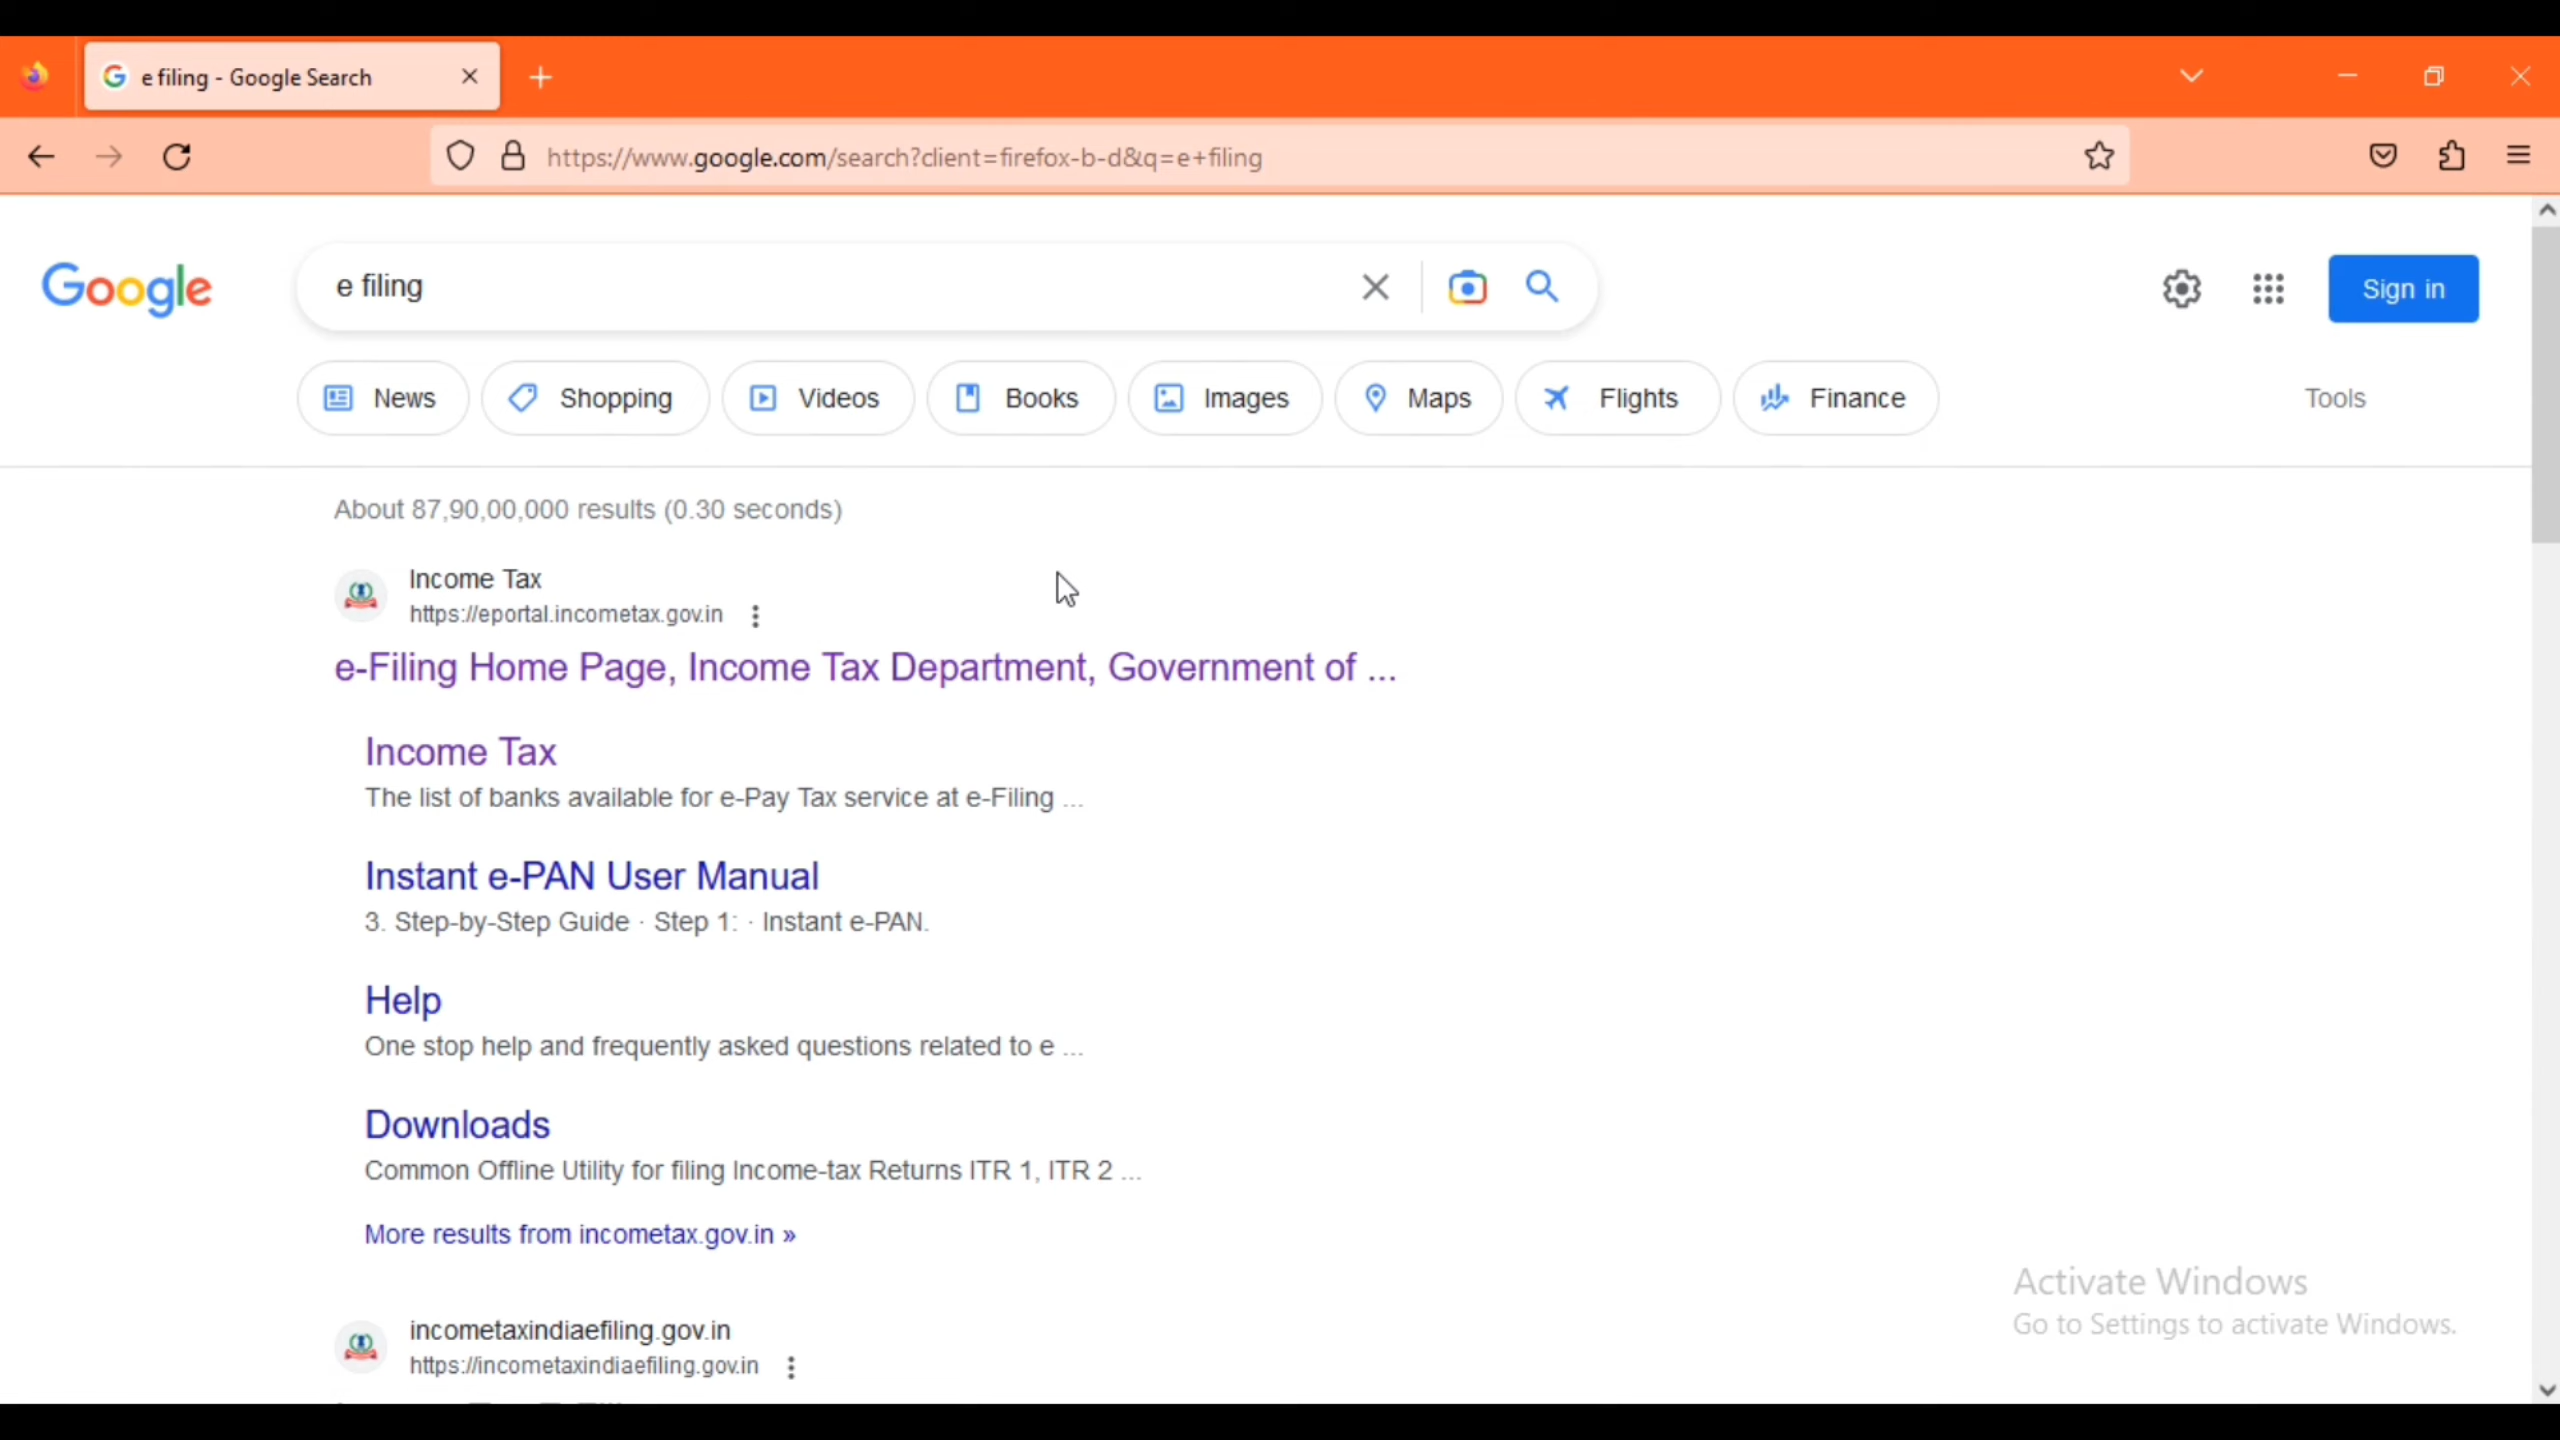 e filing - Google Search
https://www.google.com/search?client=firefox-b-d&q=e+filing
Google
e filing
Sign in
News
Shopping
Videos
Books
Images
Maps
Flights
Finance
Tools
About 87,90,00,000 results (0.30 seconds)
Income Tax
https://eportal.incometax.gov.in
e-Filing Home Page, Income Tax Department, Government of ...
Income Tax
The list of banks available for e-Pay Tax service at e-Filing ...
Instant e-PAN User Manual
3. Step-by-Step Guide · Step 1: · Instant e-PAN.
Help
One stop help and frequently asked questions related to e ...
Downloads
Common Offline Utility for filing Income-tax Returns ITR 1, ITR 2 ...
More results from incometax.gov.in »
Activate Windows
Go to Settings to activate Windows.
incometaxindiaefiling.gov.in
https://incometaxindiaefiling.gov.in